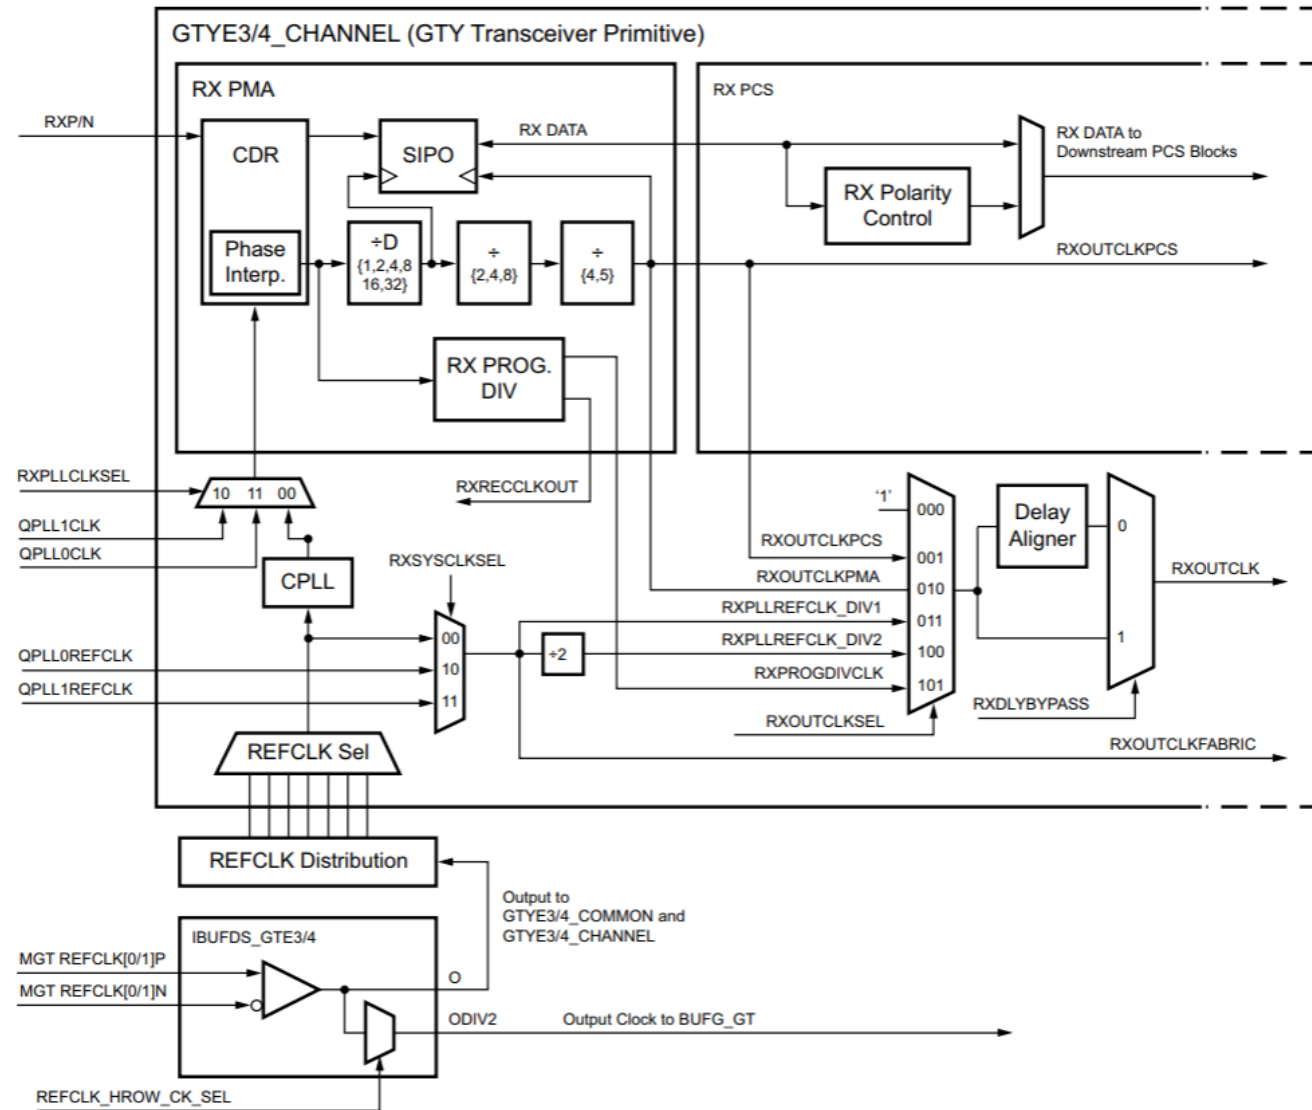 GTYE3/4_CHANNEL (GTY Transceiver Primitive)
RX PMA
RX PCS
RXP/N
CDR
SIPO
RX DATA
RX DATA to
Downstream PCS Blocks
RX Polarity
Control
Phase
Interp.
÷D
{1,2,4,8
16,32}
÷
{2,4,8}
÷
{4,5}
RXOUTCLKPCS
RX PROG.
DIV
RXPLLCLKSEL
10 11 00
RXRECCLKOUT
QPLL1CLK
QPLL0CLK
CPLL
RXSYSCLKSEL
'1'
000
RXOUTCLKPCS
001
RXOUTCLKPMA
010
RXPLLREFCLK_DIV1
011
RXPLLREFCLK_DIV2
100
RXPROGDIVCLK
101
Delay
Aligner
0
1
RXOUTCLK
QPLL0REFCLK
QPLL1REFCLK
00
10
11
÷2
RXOUTCLKSEL
RXDLYBYPASS
RXOUTCLKFABRIC
REFCLK Sel
REFCLK Distribution
Output to
GTYE3/4_COMMON and
GTYE3/4_CHANNEL
IBUFDS_GTE3/4
MGT REFCLK[0/1]P
MGT REFCLK[0/1]N
O
ODIV2
Output Clock to BUFG_GT
REFCLK_HROW_CK_SEL